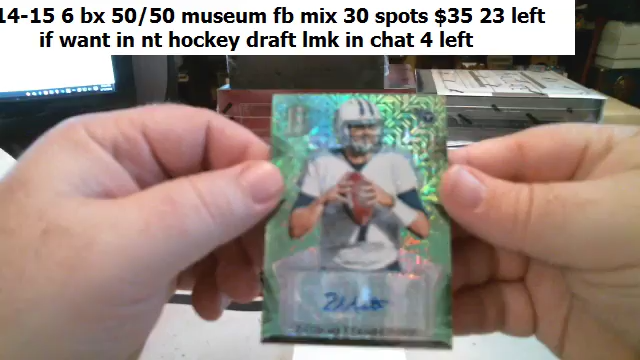 14-15 6 bx 50/50 museum fb mix 30 spots $35 23 left
if want in nt hockey draft lmk in chat 4 left